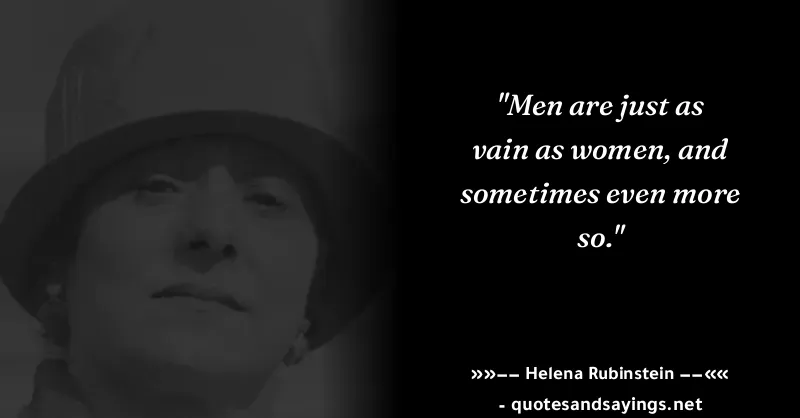 "Men are just as
vain as women, and
sometimes even more
so."
»»—— Helena Rubinstein ——««
- quotesandsayings.net